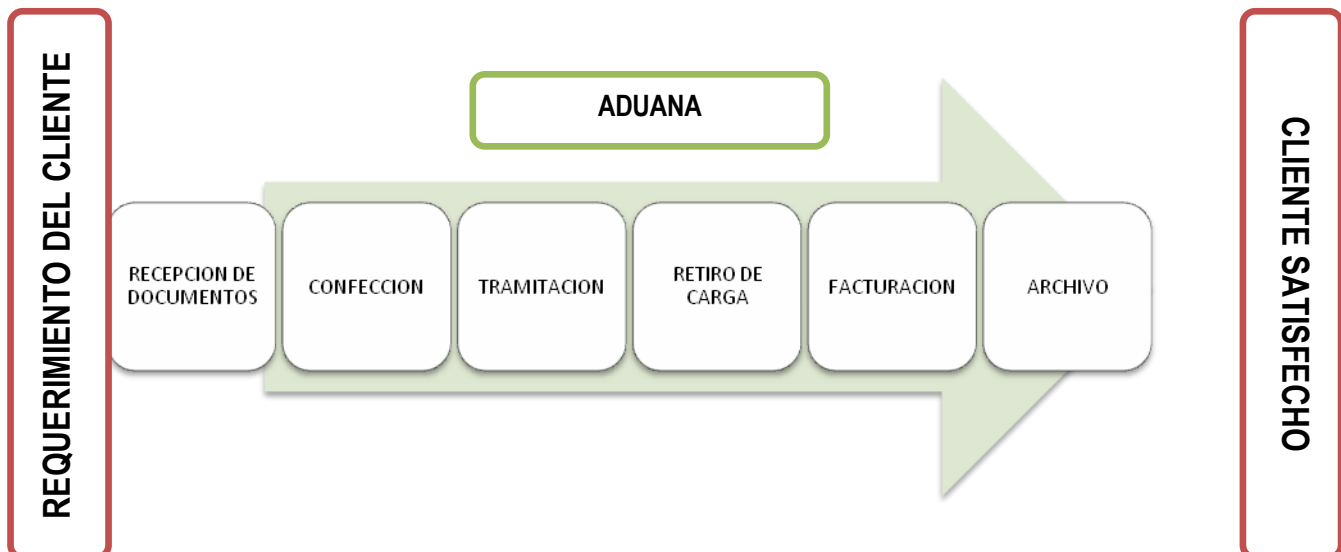 REQUERIMIENTO DEL CLIENTE
ADUANA
RECEPCION DE
DOCUMENTOS
CONFECCION
TRAMITACION
RETIRO DE
CARGA
FACTURACION
ARCHIVO
CLIENTE SATISFECHO